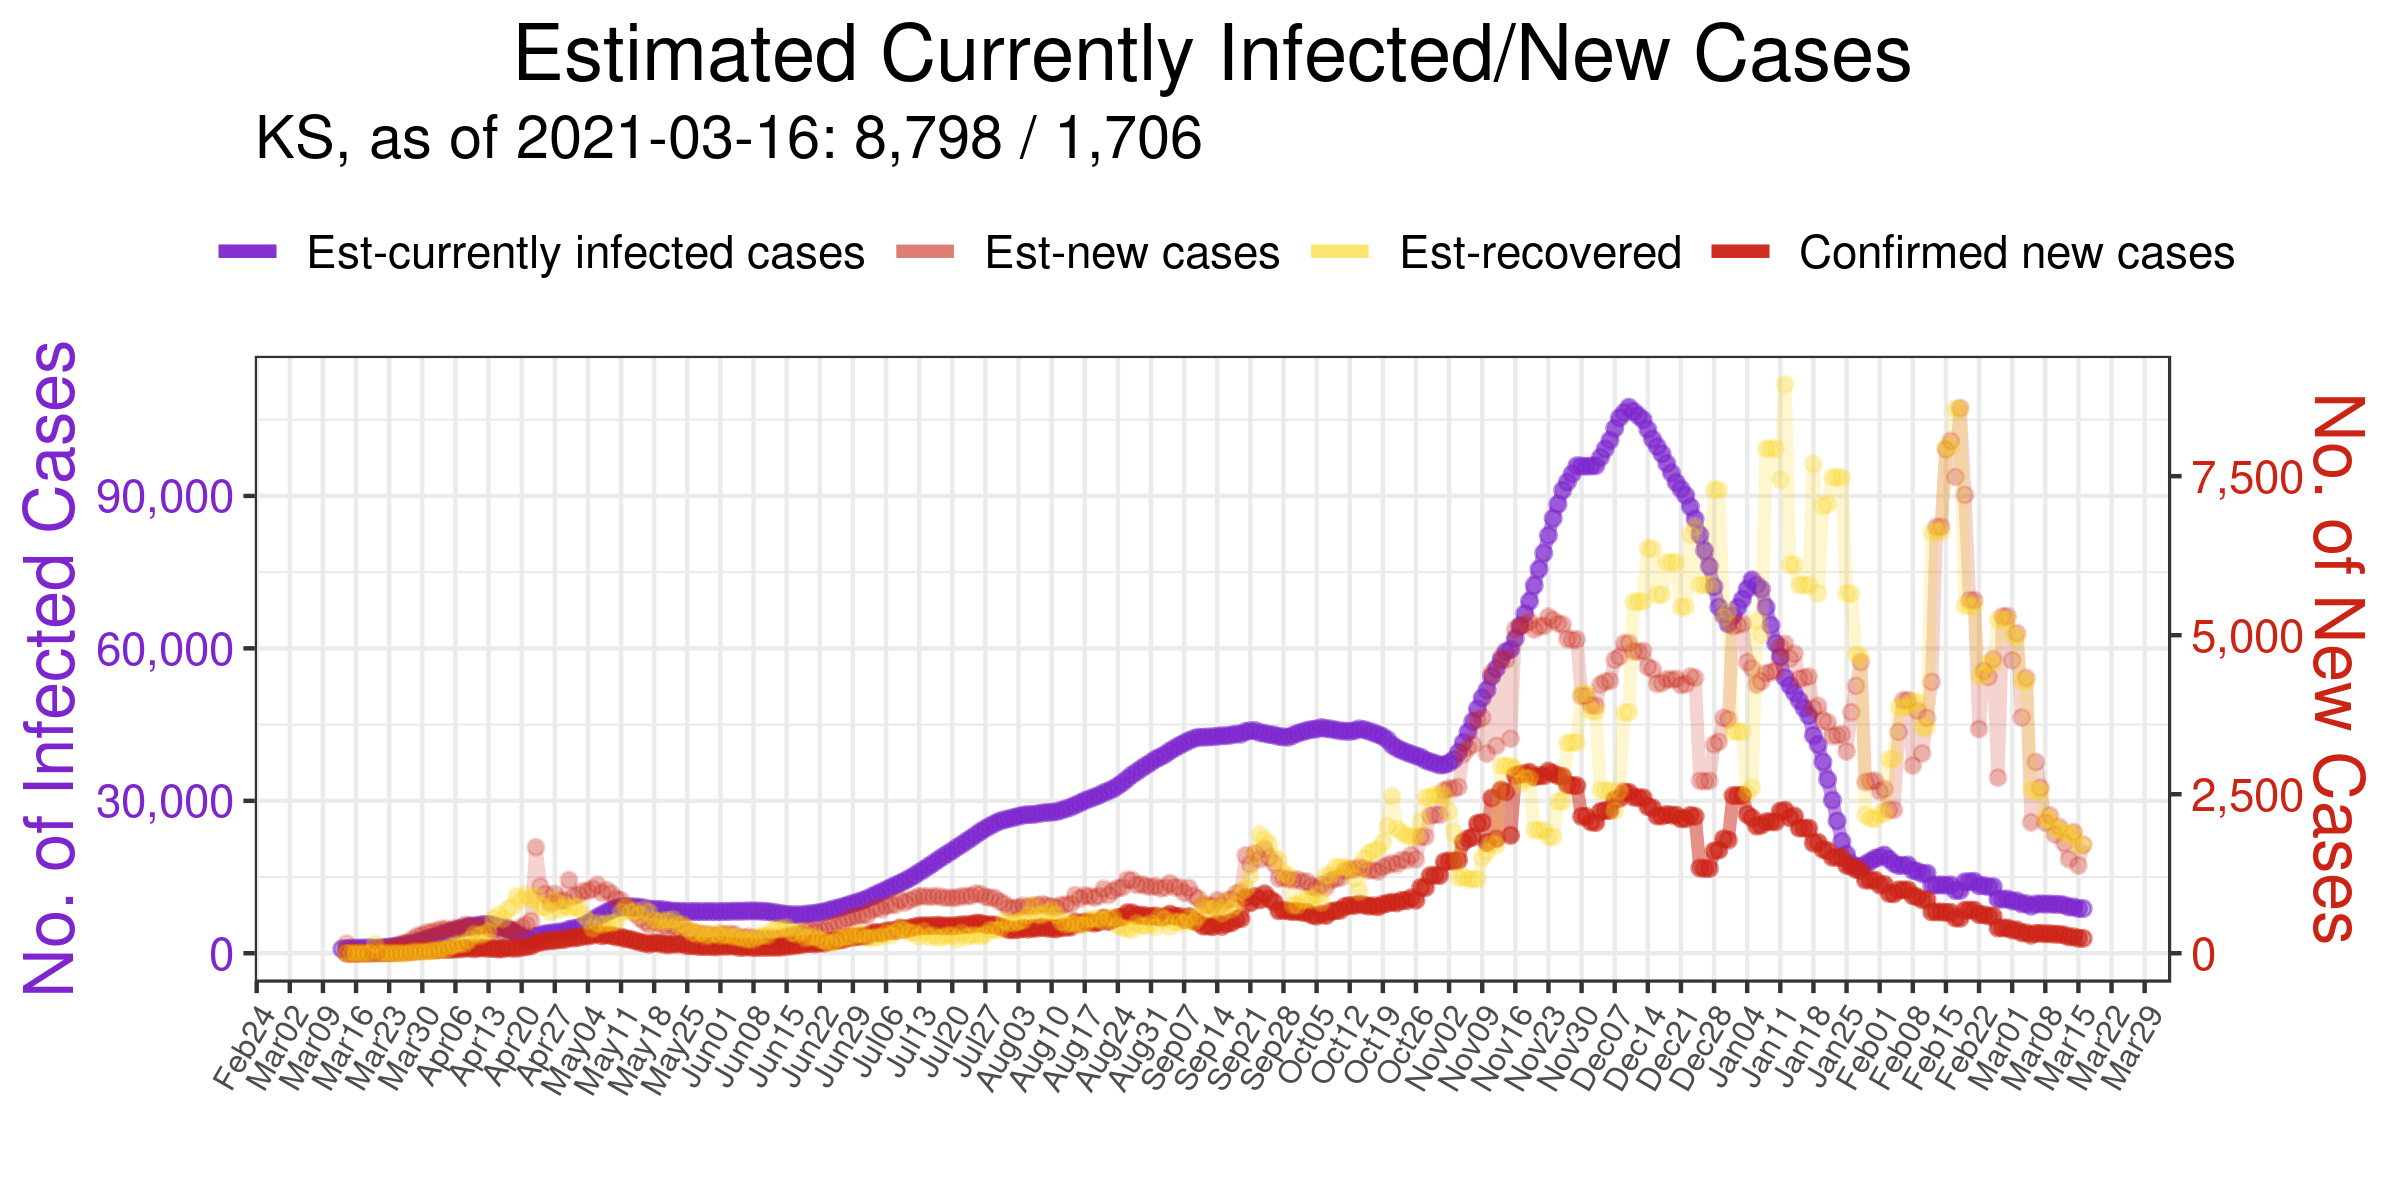 Estimated Currently Infected/New Cases
KS, as of 2021-03-16: 8,798 / 1,706
Est-currently infected cases Est-new cases Est-recovered Confirmed new cases
No. of Infected Cases
90,000
60,000
30,000
0
7,500
5,000
2,500
0
No. of New Cases
Feb24 Mar02 Mar09 Mar16 Mar23 Mar30 Apr06 Apr13 Apr20 Apr27 May04 May11 May18 May25 Jun01 Jun08 Jun15 Jun22 Jun29 Jul06 Jul13 Jul20 Jul27 Aug03 Aug10 Aug17 Aug24 Aug31 Sep07 Sep14 Sep21 Sep28 Oct05 Oct12 Oct19 Oct26 Nov02 Nov09 Nov16 Nov23 Nov30 Dec07 Dec14 Dec21 Dec28 Jan04 Jan11 Jan18 Jan25 Feb01 Feb08 Feb15 Feb22 Mar01 Mar08 Mar15 Mar22 Mar29